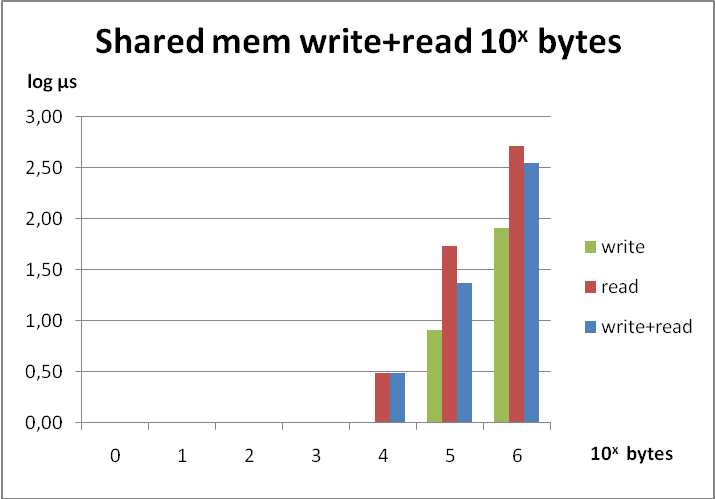 Shared mem write+read 10ˣ bytes
log µs
3,00
2,50
2,00
1,50
1,00
0,50
0,00
write
read
write+read
0 1 2 3 4 5 6 10ˣ bytes